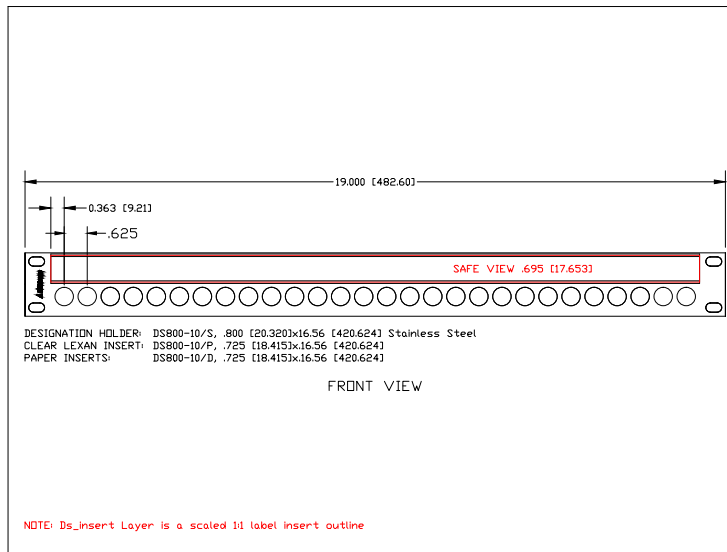 19.000 [482.60]
0.363 [9.21]
.625
SAFE VIEW .695 [17.653]
DESIGNATION HOLDER: DS800-10/S, .800 [20.320]x16.56 [420.624] Stainless Steel
CLEAR LEXAN INSERT: DS800-10/P, .725 [18.415]x16.56 [420.624]
PAPER INSERTS: DS800-10/D, .725 [18.415]x16.56 [420.624]
FRONT VIEW
NOTE: Ds_insert Layer is a scaled 1:1 label insert outline